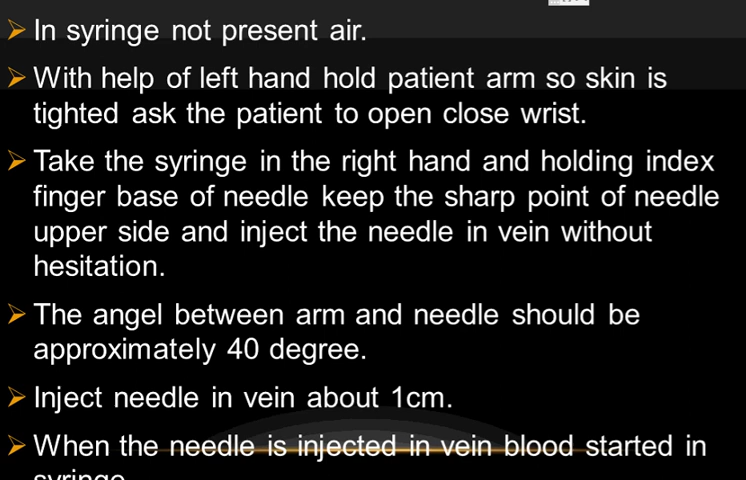 In syringe not present air.
With help of left hand hold patient arm so skin is
tighted ask the patient to open close wrist.
Take the syringe in the right hand and holding index
finger base of needle keep the sharp point of needle
upper side and inject the needle in vein without
hesitation.
The angel between arm and needle should be
approximately 40 degree.
Inject needle in vein about 1cm.
When the needle is injected in vein blood started in
syringe